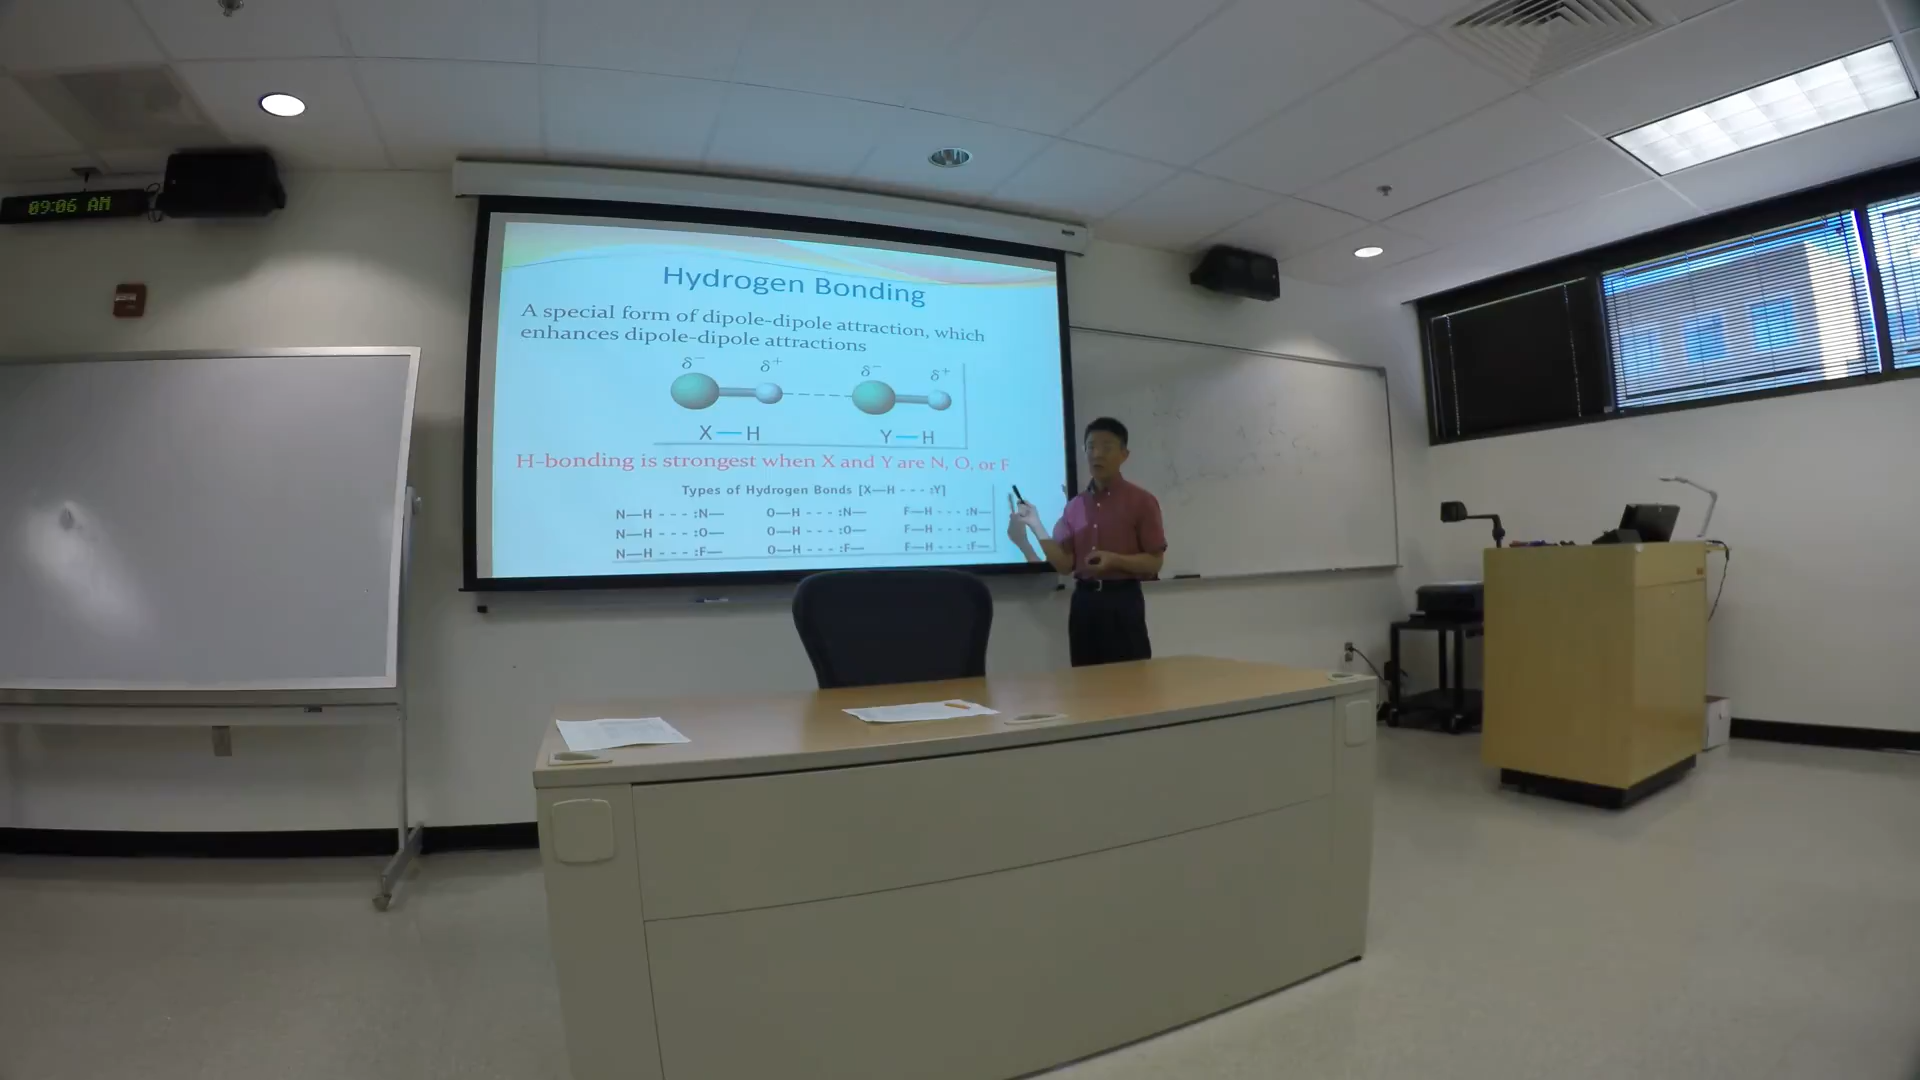 09:06 AM
Hydrogen Bonding
A special form of dipole-dipole attraction, which
enhances dipole-dipole attractions
δ⁻ δ⁺ δ⁻ δ⁺
X—H Y—H
H-bonding is strongest when X and Y are N, O, or F
Types of Hydrogen Bonds [X—H - - - :Y]
N—H - - - :N— O—H - - - :N— F—H - - - :N—
N—H - - - :O— O—H - - - :O— F—H - - - :O—
N—H - - - :F— O—H - - - :F— F—H - - - :F—